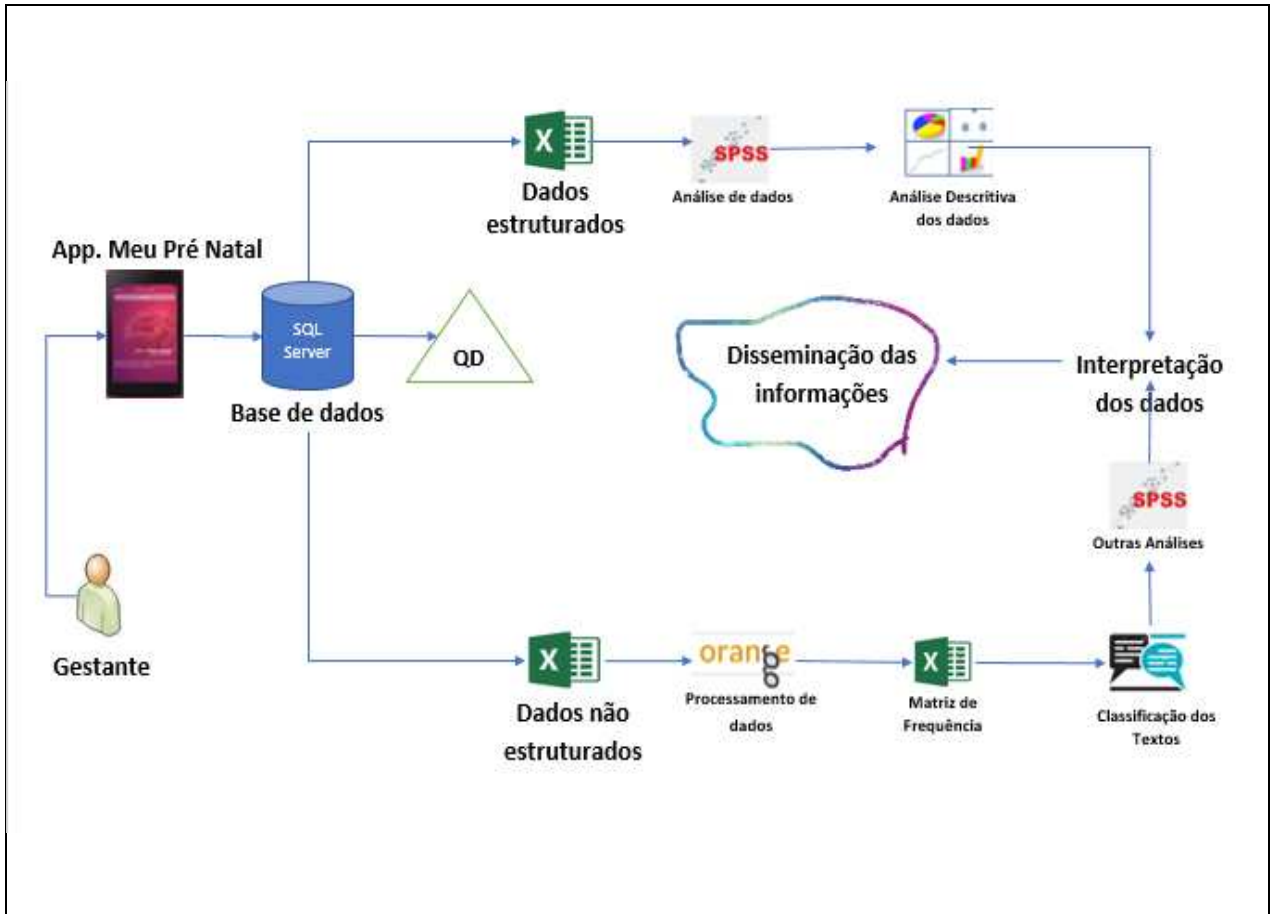 App. Meu Pré Natal
SQL
Server
Base de dados
QD
Gestante
X
Dados
estruturados
SPSS
Análise de dados
Análise Descritiva
dos dados
Disseminação das
informações
Interpretação
dos dados
SPSS
Outras Análises
X
Dados não
estruturados
orange
Processamento de
dados
X
Matriz de
Frequência
Classificação dos
Textos